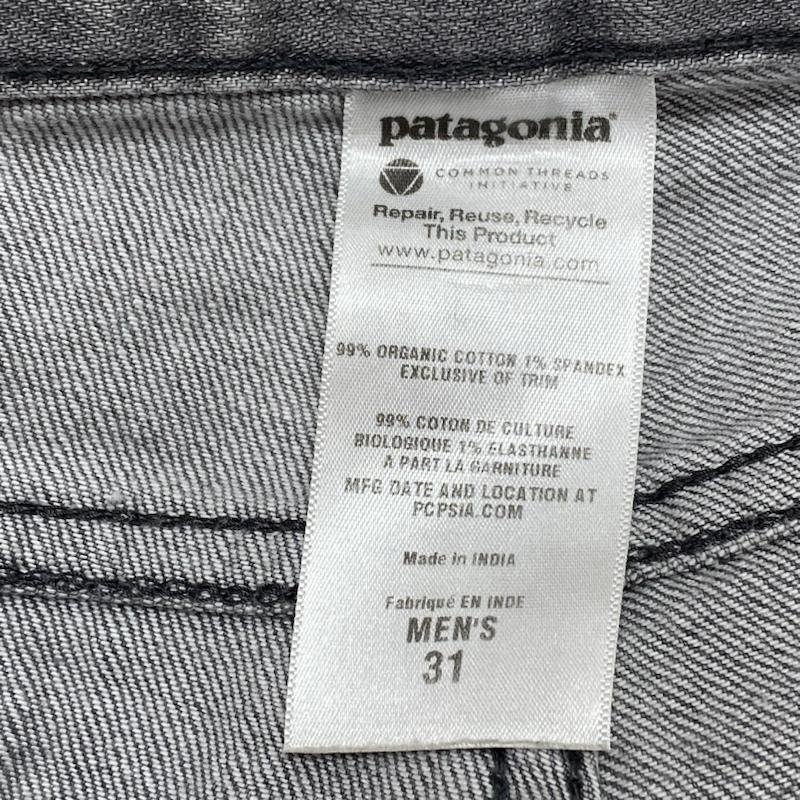 patagonia®
COMMON THREADS
INITIATIVE
Repair, Reuse, Recycle
This Product
www.patagonia.com
99% ORGANIC COTTON 1% SPANDEX
EXCLUSIVE OF TRIM
99% COTON DE CULTURE
BIOLOGIQUE 1% ELASTHANNE
A PART LA GARNITURE
MFG DATE AND LOCATION AT
PCPSIA.COM
Made in INDIA
Fabriqué EN INDE
MEN'S
31